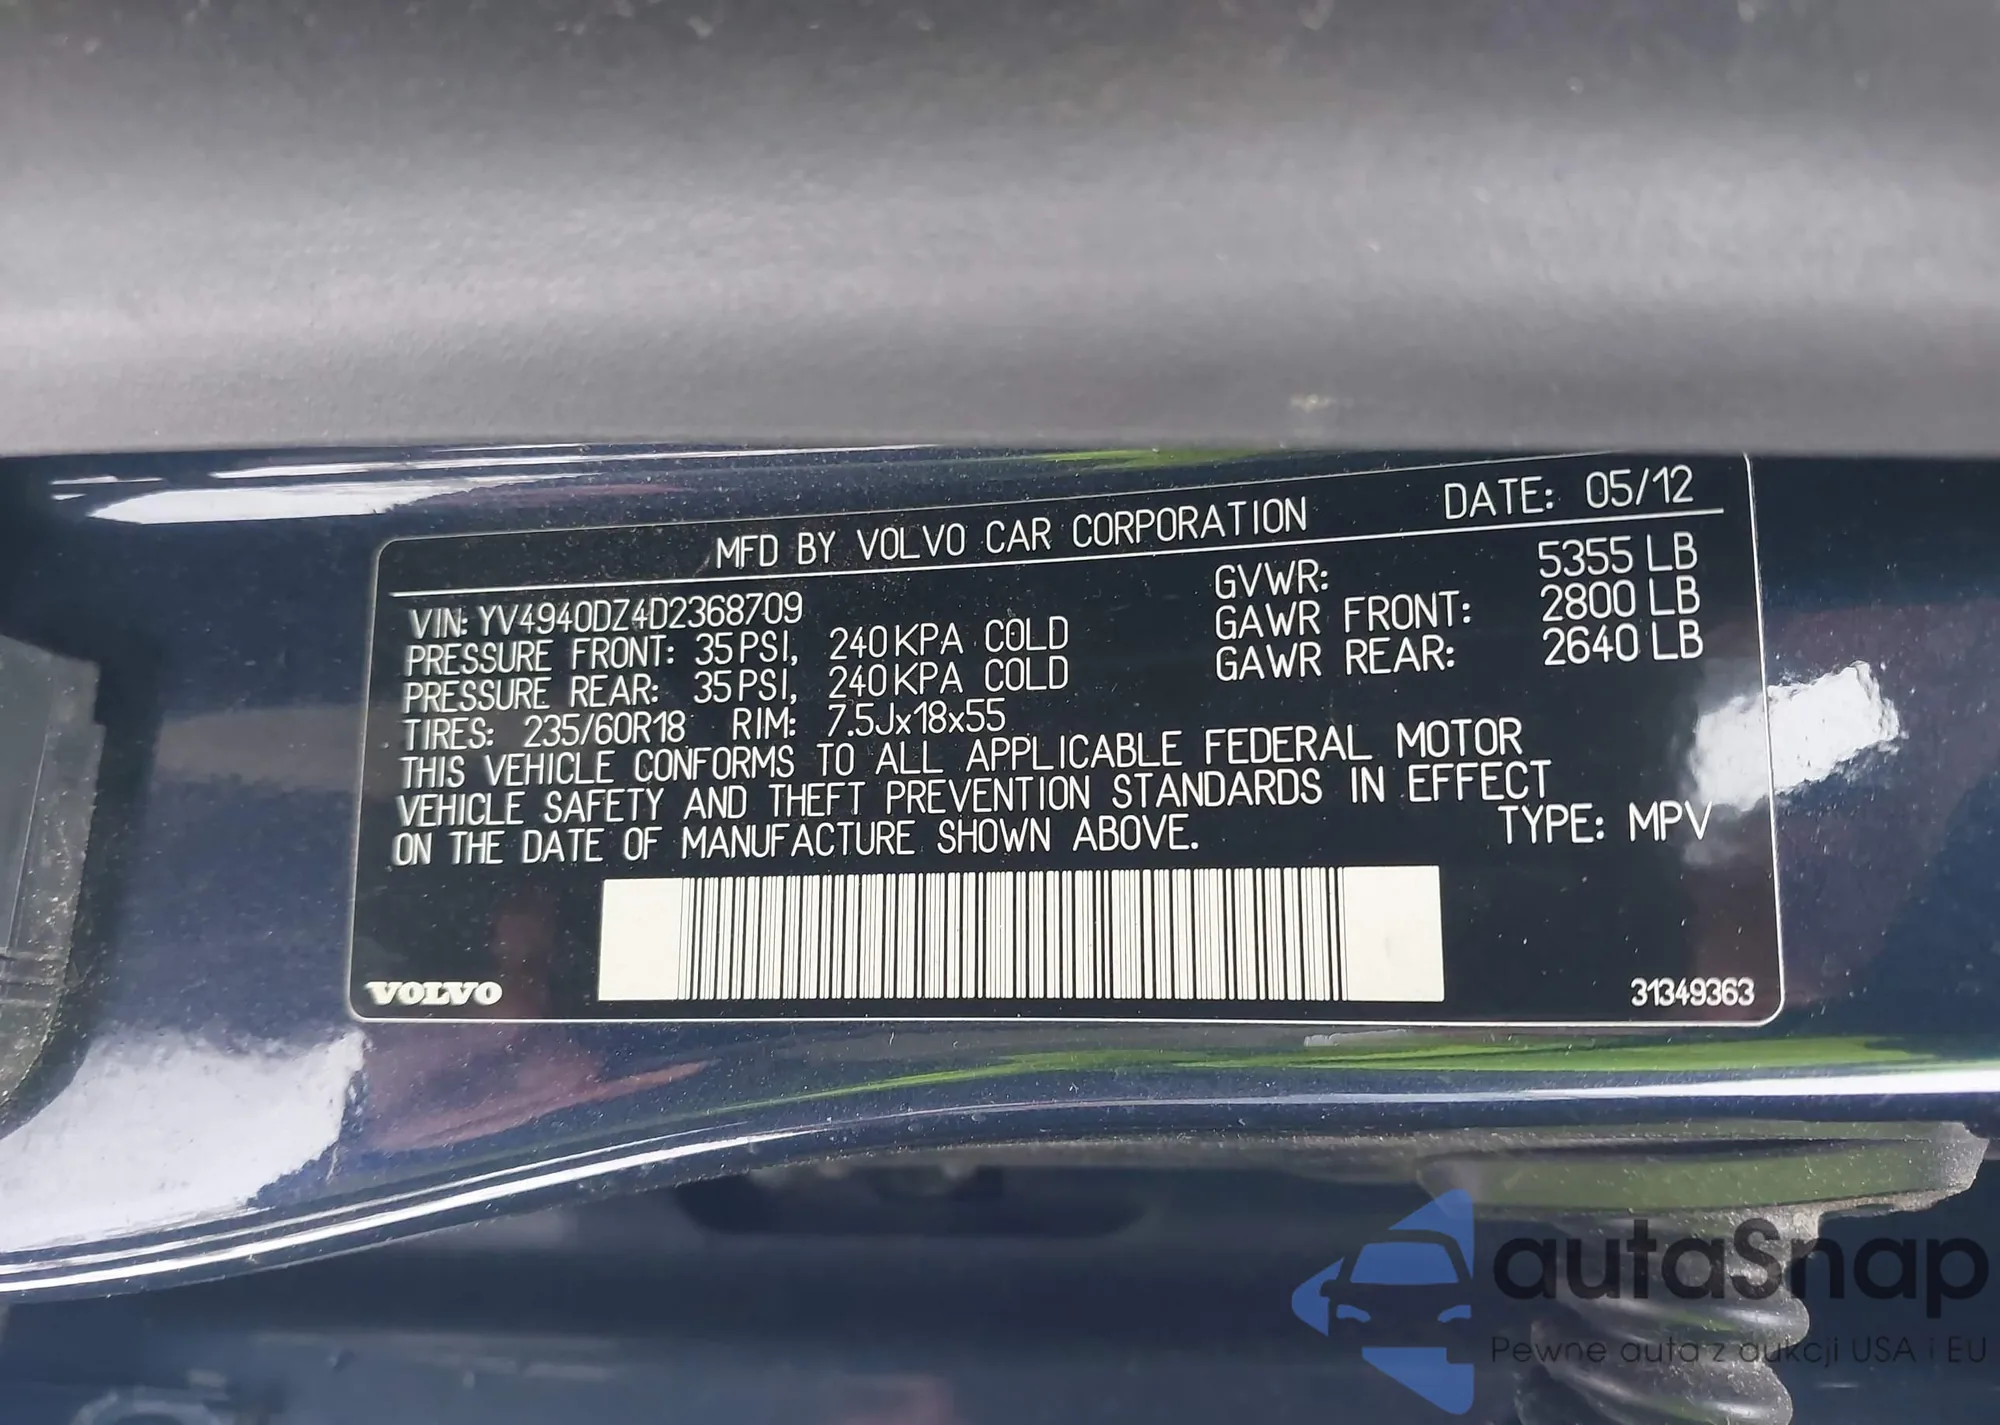 MFD BY VOLVO CAR CORPORATION DATE: 05/12
VIN: YV4940DZ4D2368709 GVWR: 5355 LB
PRESSURE FRONT: 35 PSI, 240 KPA COLD GAWR FRONT: 2800 LB
PRESSURE REAR: 35 PSI, 240 KPA COLD GAWR REAR: 2640 LB
TIRES: 235/60R18 RIM: 7.5Jx18x55
THIS VEHICLE CONFORMS TO ALL APPLICABLE FEDERAL MOTOR
VEHICLE SAFETY AND THEFT PREVENTION STANDARDS IN EFFECT
ON THE DATE OF MANUFACTURE SHOWN ABOVE. TYPE: MPV
VOLVO 31349363
autaSnap
Pewne auta z aukcji USA i EU